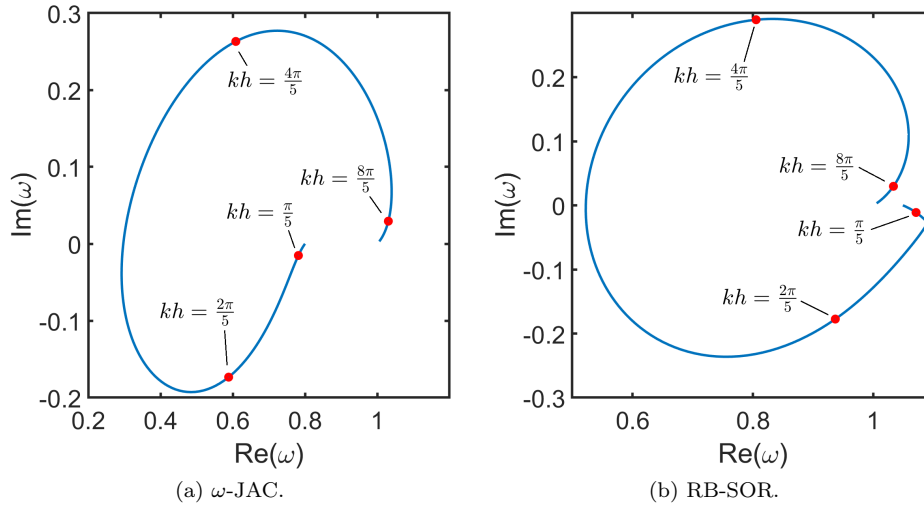 0.3
0.2
0.1
0
-0.1
-0.2
Im(ω)
kh = 4π/5
kh = 8π/5
kh = π/5
kh = 2π/5
0.2 0.4 0.6 0.8 1
Re(ω)
(a) ω-JAC.
0.2
0.1
0
-0.1
-0.2
-0.3
Im(ω)
kh = 4π/5
kh = 8π/5
kh = π/5
kh = 2π/5
0.6 0.8 1
Re(ω)
(b) RB-SOR.